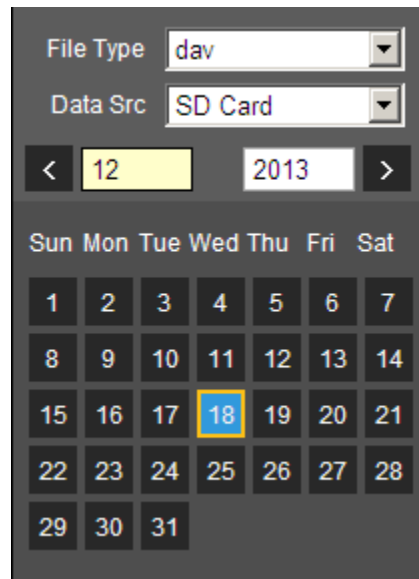 File Type dav
Data Src SD Card
< 12 2013 >
Sun Mon Tue Wed Thu Fri Sat
1 2 3 4 5 6 7
8 9 10 11 12 13 14
15 16 17 18 19 20 21
22 23 24 25 26 27 28
29 30 31